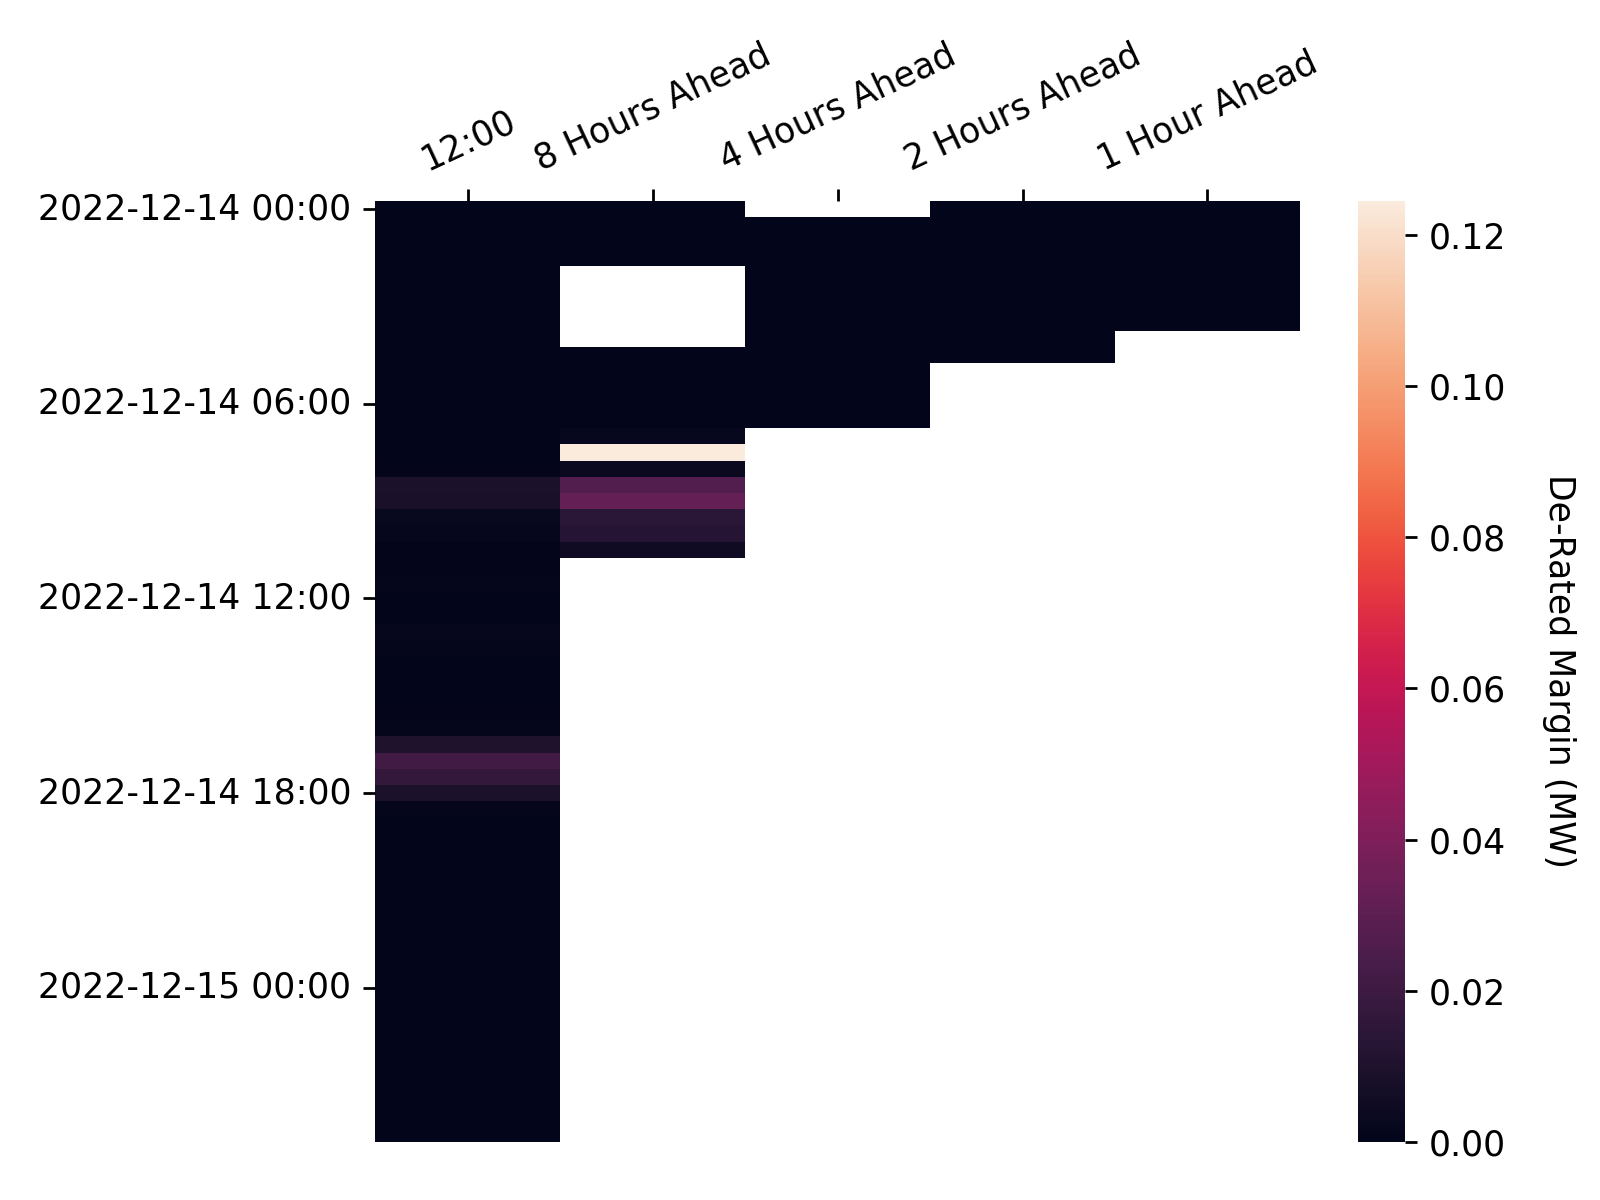 12:00
8 Hours Ahead
4 Hours Ahead
2 Hours Ahead
1 Hour Ahead
2022-12-14 00:00
2022-12-14 06:00
2022-12-14 12:00
2022-12-14 18:00
2022-12-15 00:00
0.12
0.10
0.08
0.06
0.04
0.02
0.00
De-Rated Margin (MW)